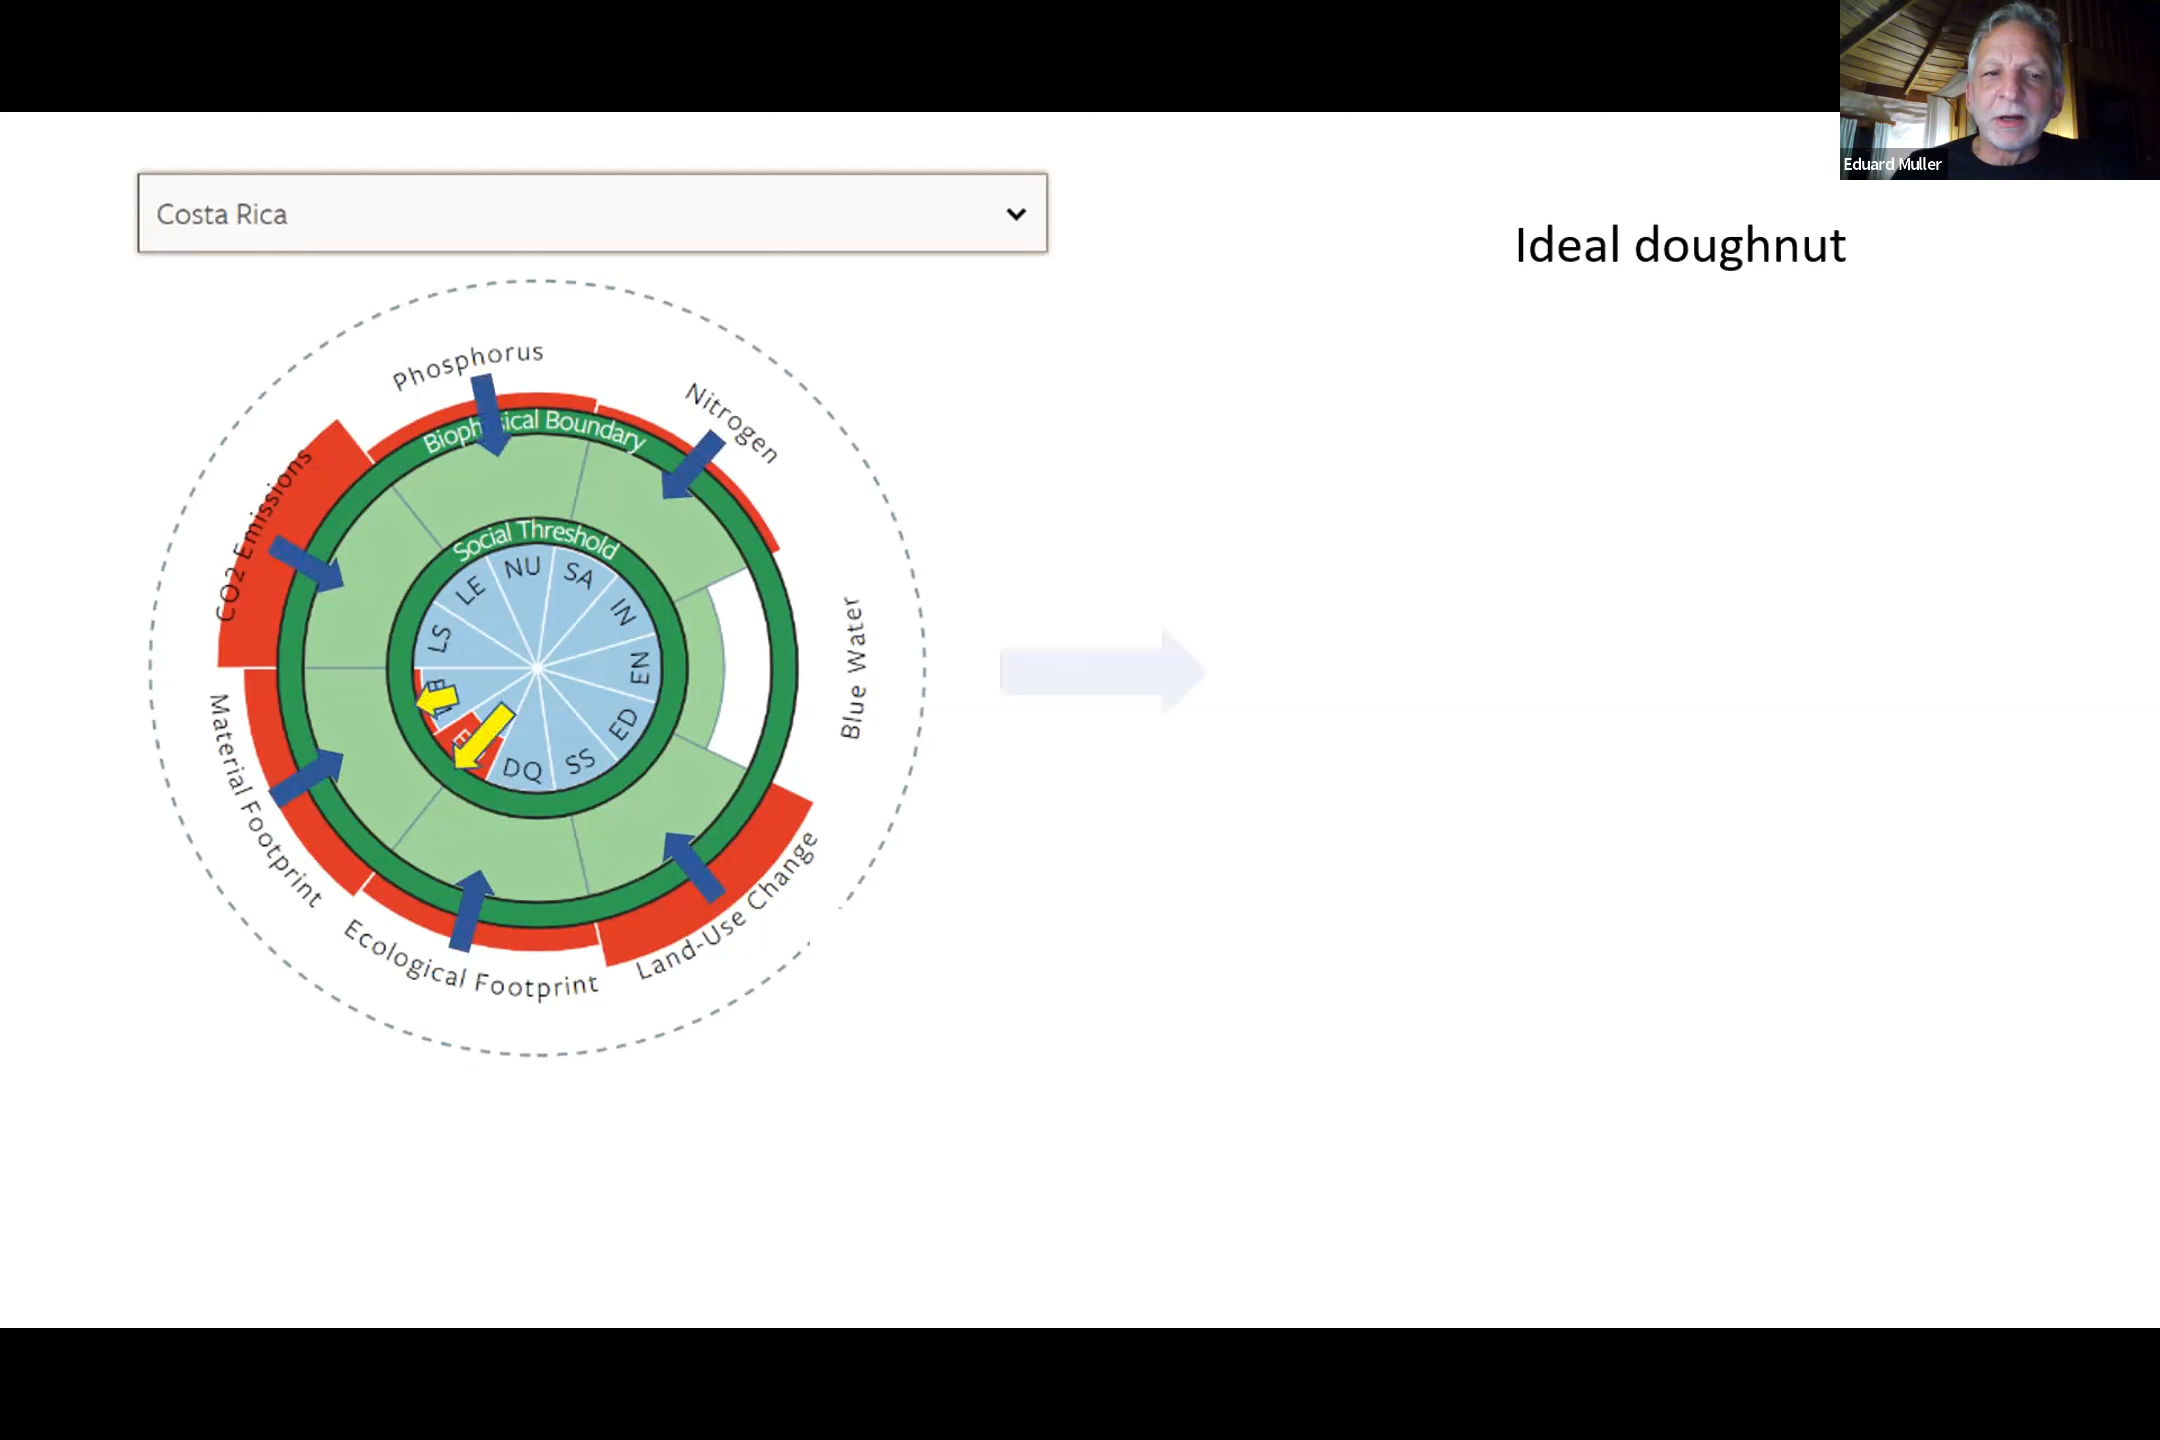 Eduard Muller
Costa Rica
Ideal doughnut
Phosphorus
Nitrogen
Blue Water
Land-Use Change
Ecological Footprint
Material Footprint
CO2 Emissions
Boundary
Social Threshold
NU
SA
IN
EN
ED
SS
DQ
LS
LE